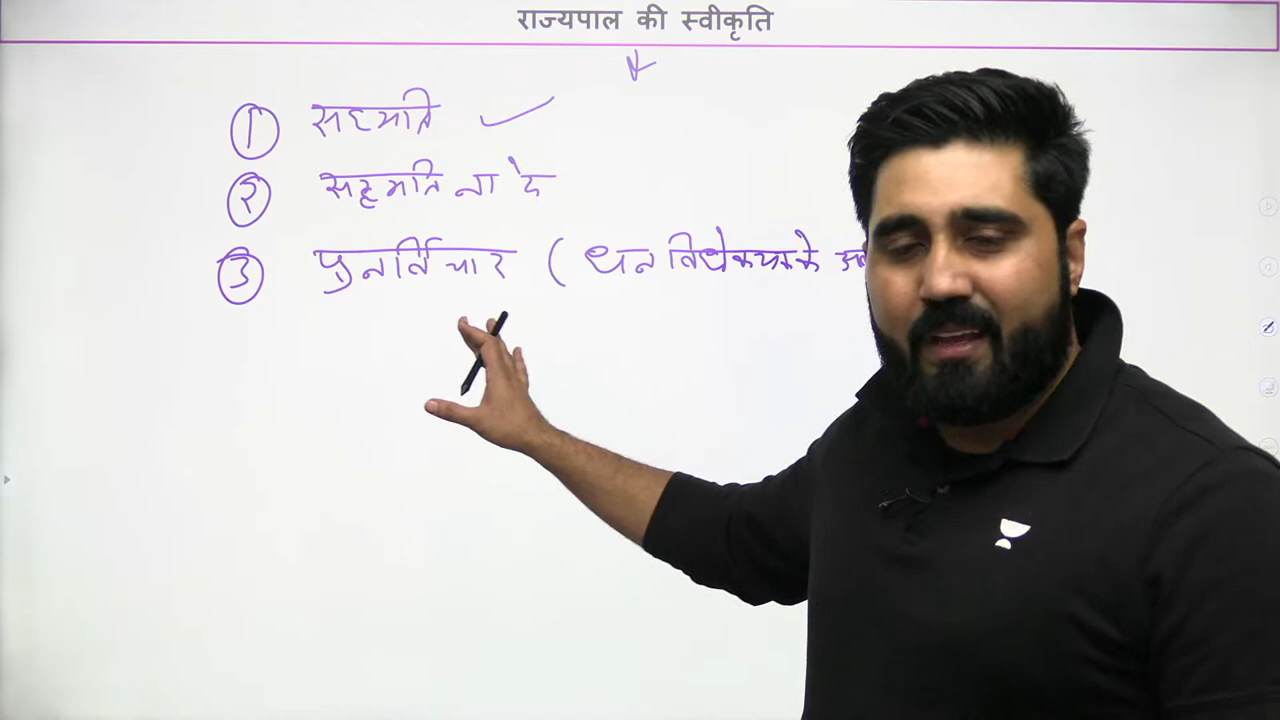 राज्यपाल की स्वीकृति
① सहमति ✓
② सहमति ना दे
③ पुनर्विचार ( धन विधेयक के